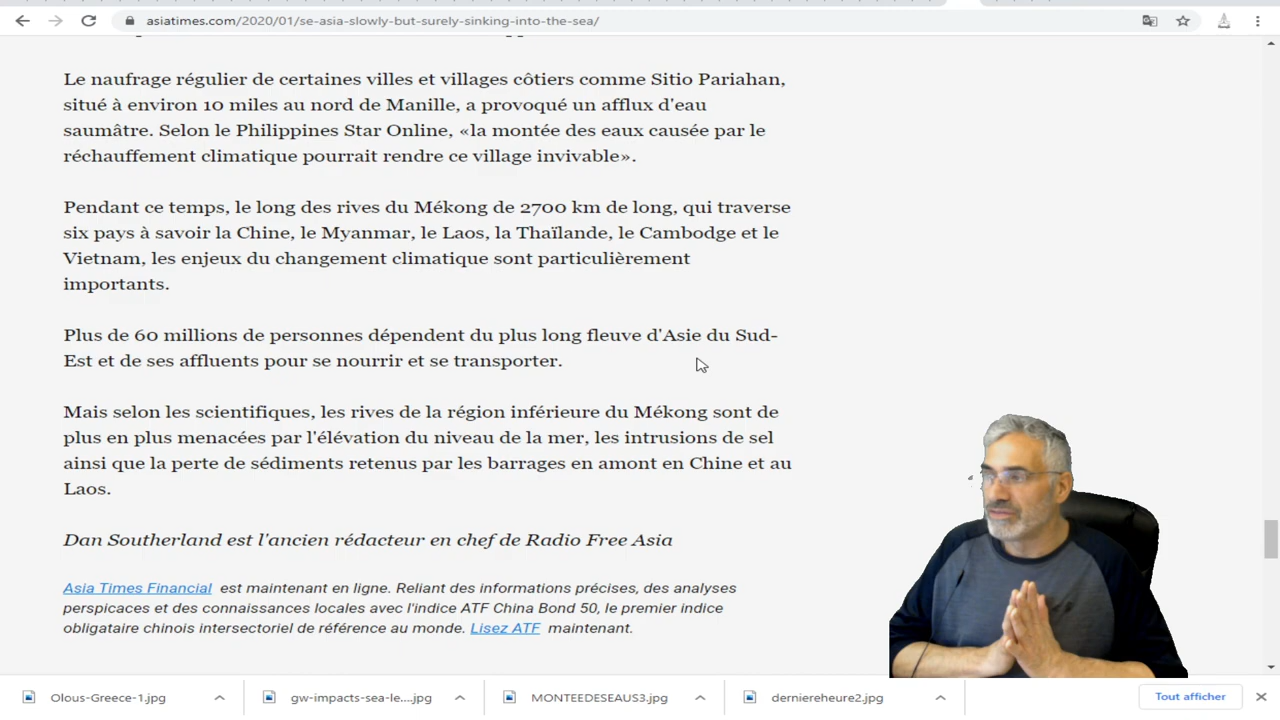 asiatimes.com/2020/01/se-asia-slowly-but-surely-sinking-into-the-sea/
Le naufrage régulier de certaines villes et villages côtiers comme Sitio Pariahan,
situé à environ 10 miles au nord de Manille, a provoqué un afflux d'eau
saumâtre. Selon le Philippines Star Online, «la montée des eaux causée par le
réchauffement climatique pourrait rendre ce village invivable».
Pendant ce temps, le long des rives du Mékong de 2700 km de long, qui traverse
six pays à savoir la Chine, le Myanmar, le Laos, la Thaïlande, le Cambodge et le
Vietnam, les enjeux du changement climatique sont particulièrement
importants.
Plus de 60 millions de personnes dépendent du plus long fleuve d'Asie du Sud-
Est et de ses affluents pour se nourrir et se transporter.
Mais selon les scientifiques, les rives de la région inférieure du Mékong sont de
plus en plus menacées par l'élévation du niveau de la mer, les intrusions de sel
ainsi que la perte de sédiments retenus par les barrages en amont en Chine et au
Laos.
Dan Southerland est l'ancien rédacteur en chef de Radio Free Asia
Asia Times Financial est maintenant en ligne. Reliant des informations précises, des analyses
perspicaces et des connaissances locales avec l'indice ATF China Bond 50, le premier indice
obligataire chinois intersectoriel de référence au monde. Lisez ATF maintenant.
Olous-Greece-1.jpg
gw-impacts-sea-le....jpg
MONTEEDESEAUS3.jpg
derniereheure2.jpg
Tout afficher